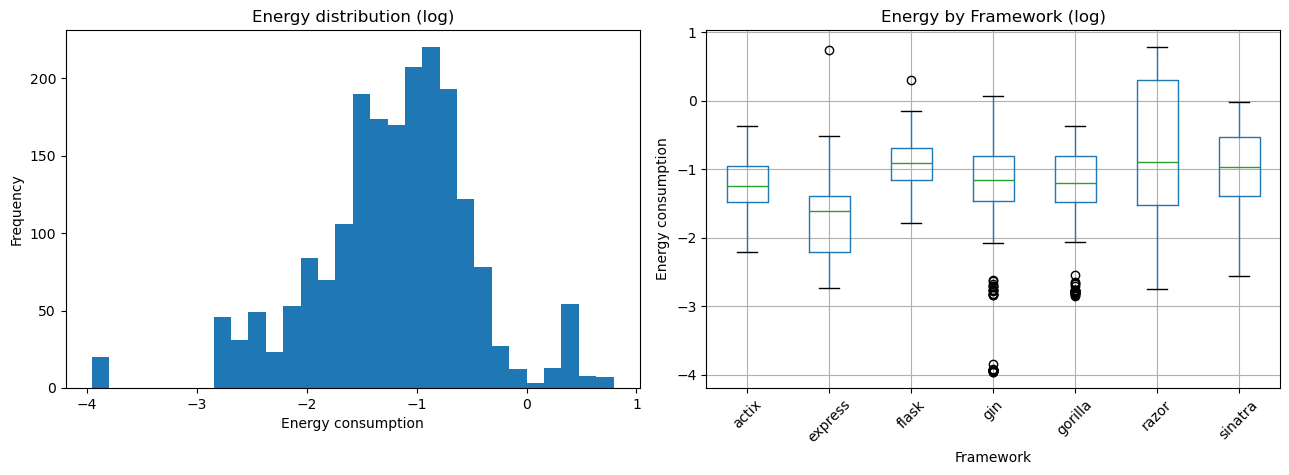 Energy distribution (log)
200
150
100
50
0
Frequency
−4
−3
−2
−1
0
1
Energy consumption
Energy by Framework (log)
1
0
−1
−2
−3
−4
Energy consumption
actix
express
flask
gin
gorilla
razor
sinatra
Framework